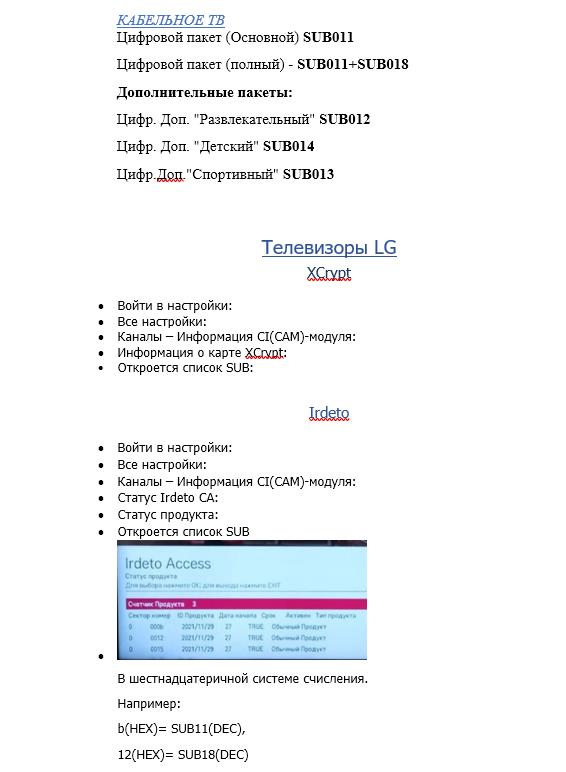 КАБЕЛЬНОЕ ТВ
Цифровой пакет (Основной) SUB011
Цифровой пакет (полный) - SUB011+SUB018
Дополнительные пакеты:
Цифр. Доп. "Развлекательный" SUB012
Цифр. Доп. "Детский" SUB014
Цифр.Доп."Спортивный" SUB013
Телевизоры LG
XCrypt
• Войти в настройки:
• Все настройки:
• Каналы – Информация CI(CAM)-модуля:
• Информация о карте XCrypt:
• Откроется список SUB:
Irdeto
• Войти в настройки:
• Все настройки:
• Каналы – Информация CI(CAM)-модуля:
• Статус Irdeto CA:
• Статус продукта:
• Откроется список SUB
Irdeto Access
Статус продукта
Для выбора нажмите ОК; для выхода нажмите EXIT
Счетчик Продукта 3
Сектор номер ID Продукта Дата начала Срок Активен Тип продукта
0 000b 2021/11/29 27 TRUE Обычный Продукт
0 0012 2021/11/29 27 TRUE Обычный Продукт
0 0015 2021/11/29 27 TRUE Обычный Продукт
•
В шестнадцатеричной системе счисления.
Например:
b(HEX)= SUB11(DEC),
12(HEX)= SUB18(DEC)